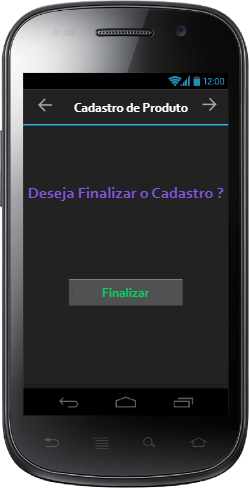 12:00
Cadastro de Produto
Deseja Finalizar o Cadastro ?
Finalizar